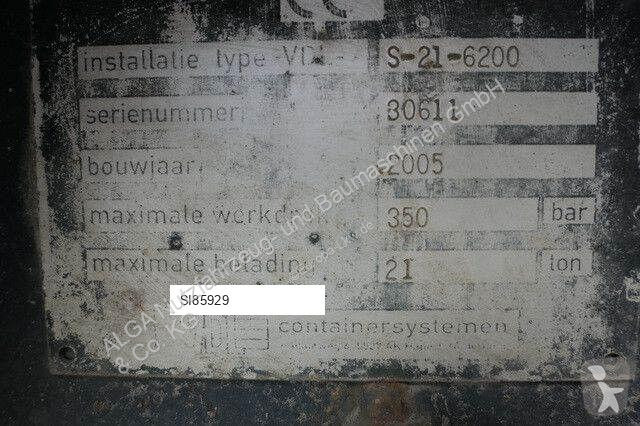 installatie type -VDL- S-21-6200
serienummer 30611
bouwjaar 2005
maximale werkdruk 350 bar
maximale belading 21 ton
SI85929
containersystemen
ALGA Nutzfahrzeug- und Baumaschinen GmbH
& Co. KG